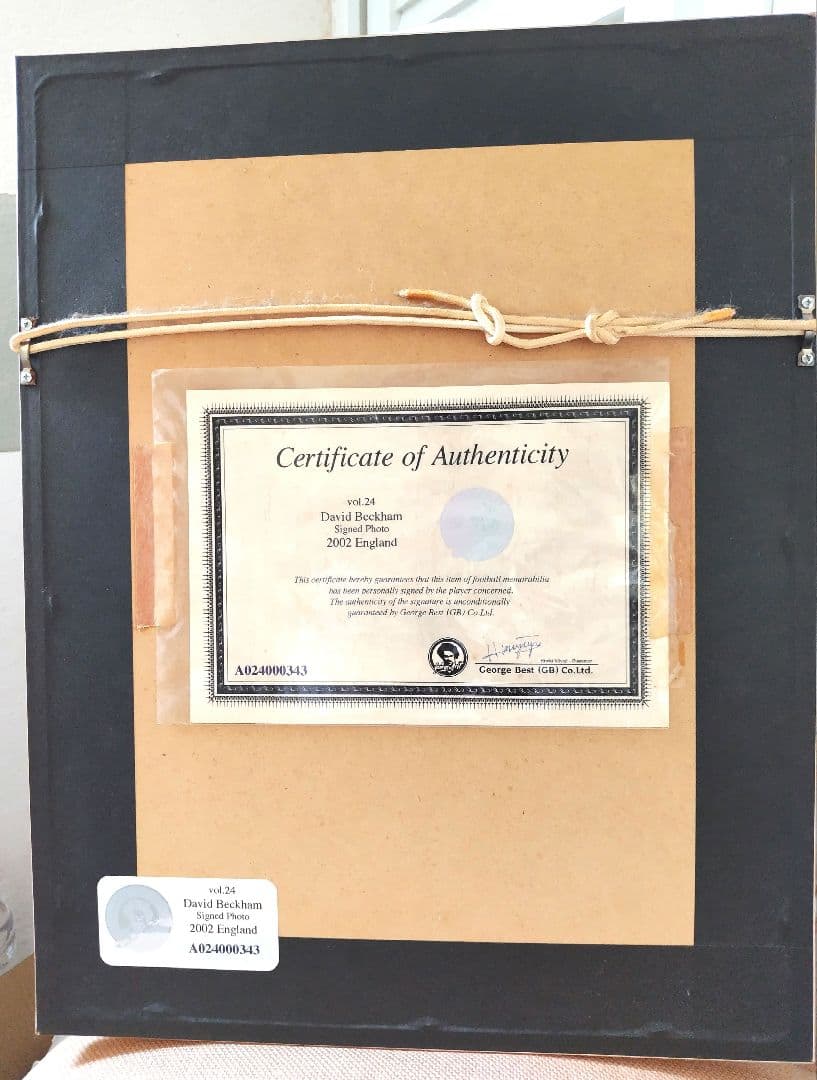 Certificate of Authenticity
vol.24
David Beckham
Signed Photo
2002 England
This certificate hereby guarantees that this item of football memorabilia
has been personally signed by the player concerned.
The authenticity of the signature is unconditionally
guaranteed by George Best (GB) Co Ltd.
A024000343
George Best (GB) Co.Ltd.
vol.24
David Beckham
Signed Photo
2002 England
A024000343